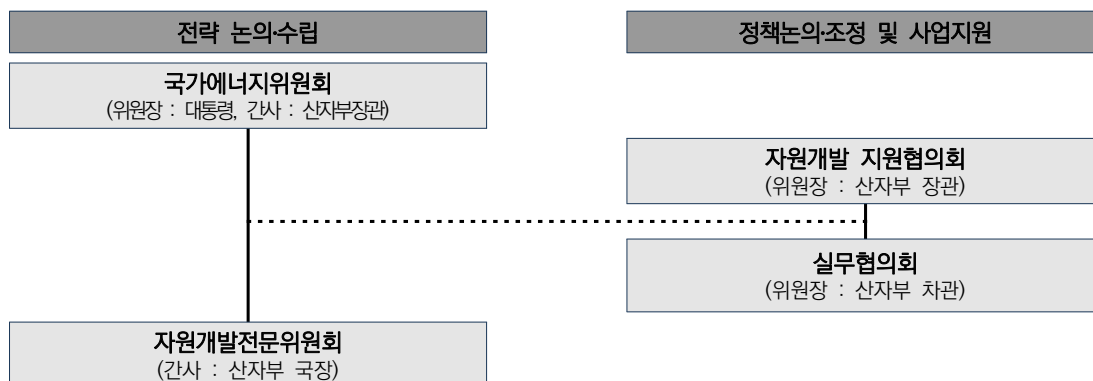 전략 논의·수립
국가에너지위원회
(위원장 : 대통령, 간사 : 산자부장관)
자원개발전문위원회
(간사 : 산자부 국장)
정책논의·조정 및 사업지원
자원개발 지원협의회
(위원장 : 산자부 장관)
실무협의회
(위원장 : 산자부 차관)